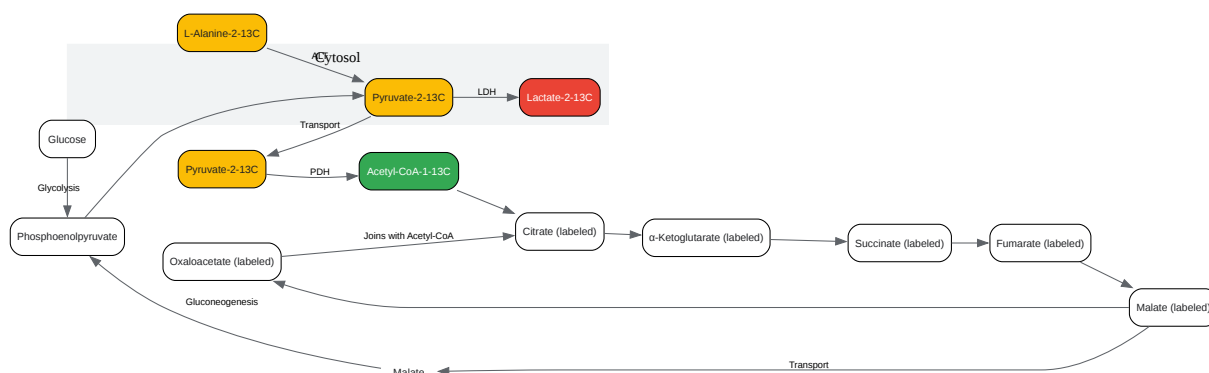 L-Alanine-2-13C
ALT
Cytosol
Pyruvate-2-13C
LDH
Lactate-2-13C
Transport
Glucose
Pyruvate-2-13C
PDH
Acetyl-CoA-1-13C
Glycolysis
Phosphoenolpyruvate
Joins with Acetyl-CoA
Citrate (labeled)
α-Ketoglutarate (labeled)
Succinate (labeled)
Fumarate (labeled)
Oxaloacetate (labeled)
Gluconeogenesis
Malate (labeled)
Transport
Malate